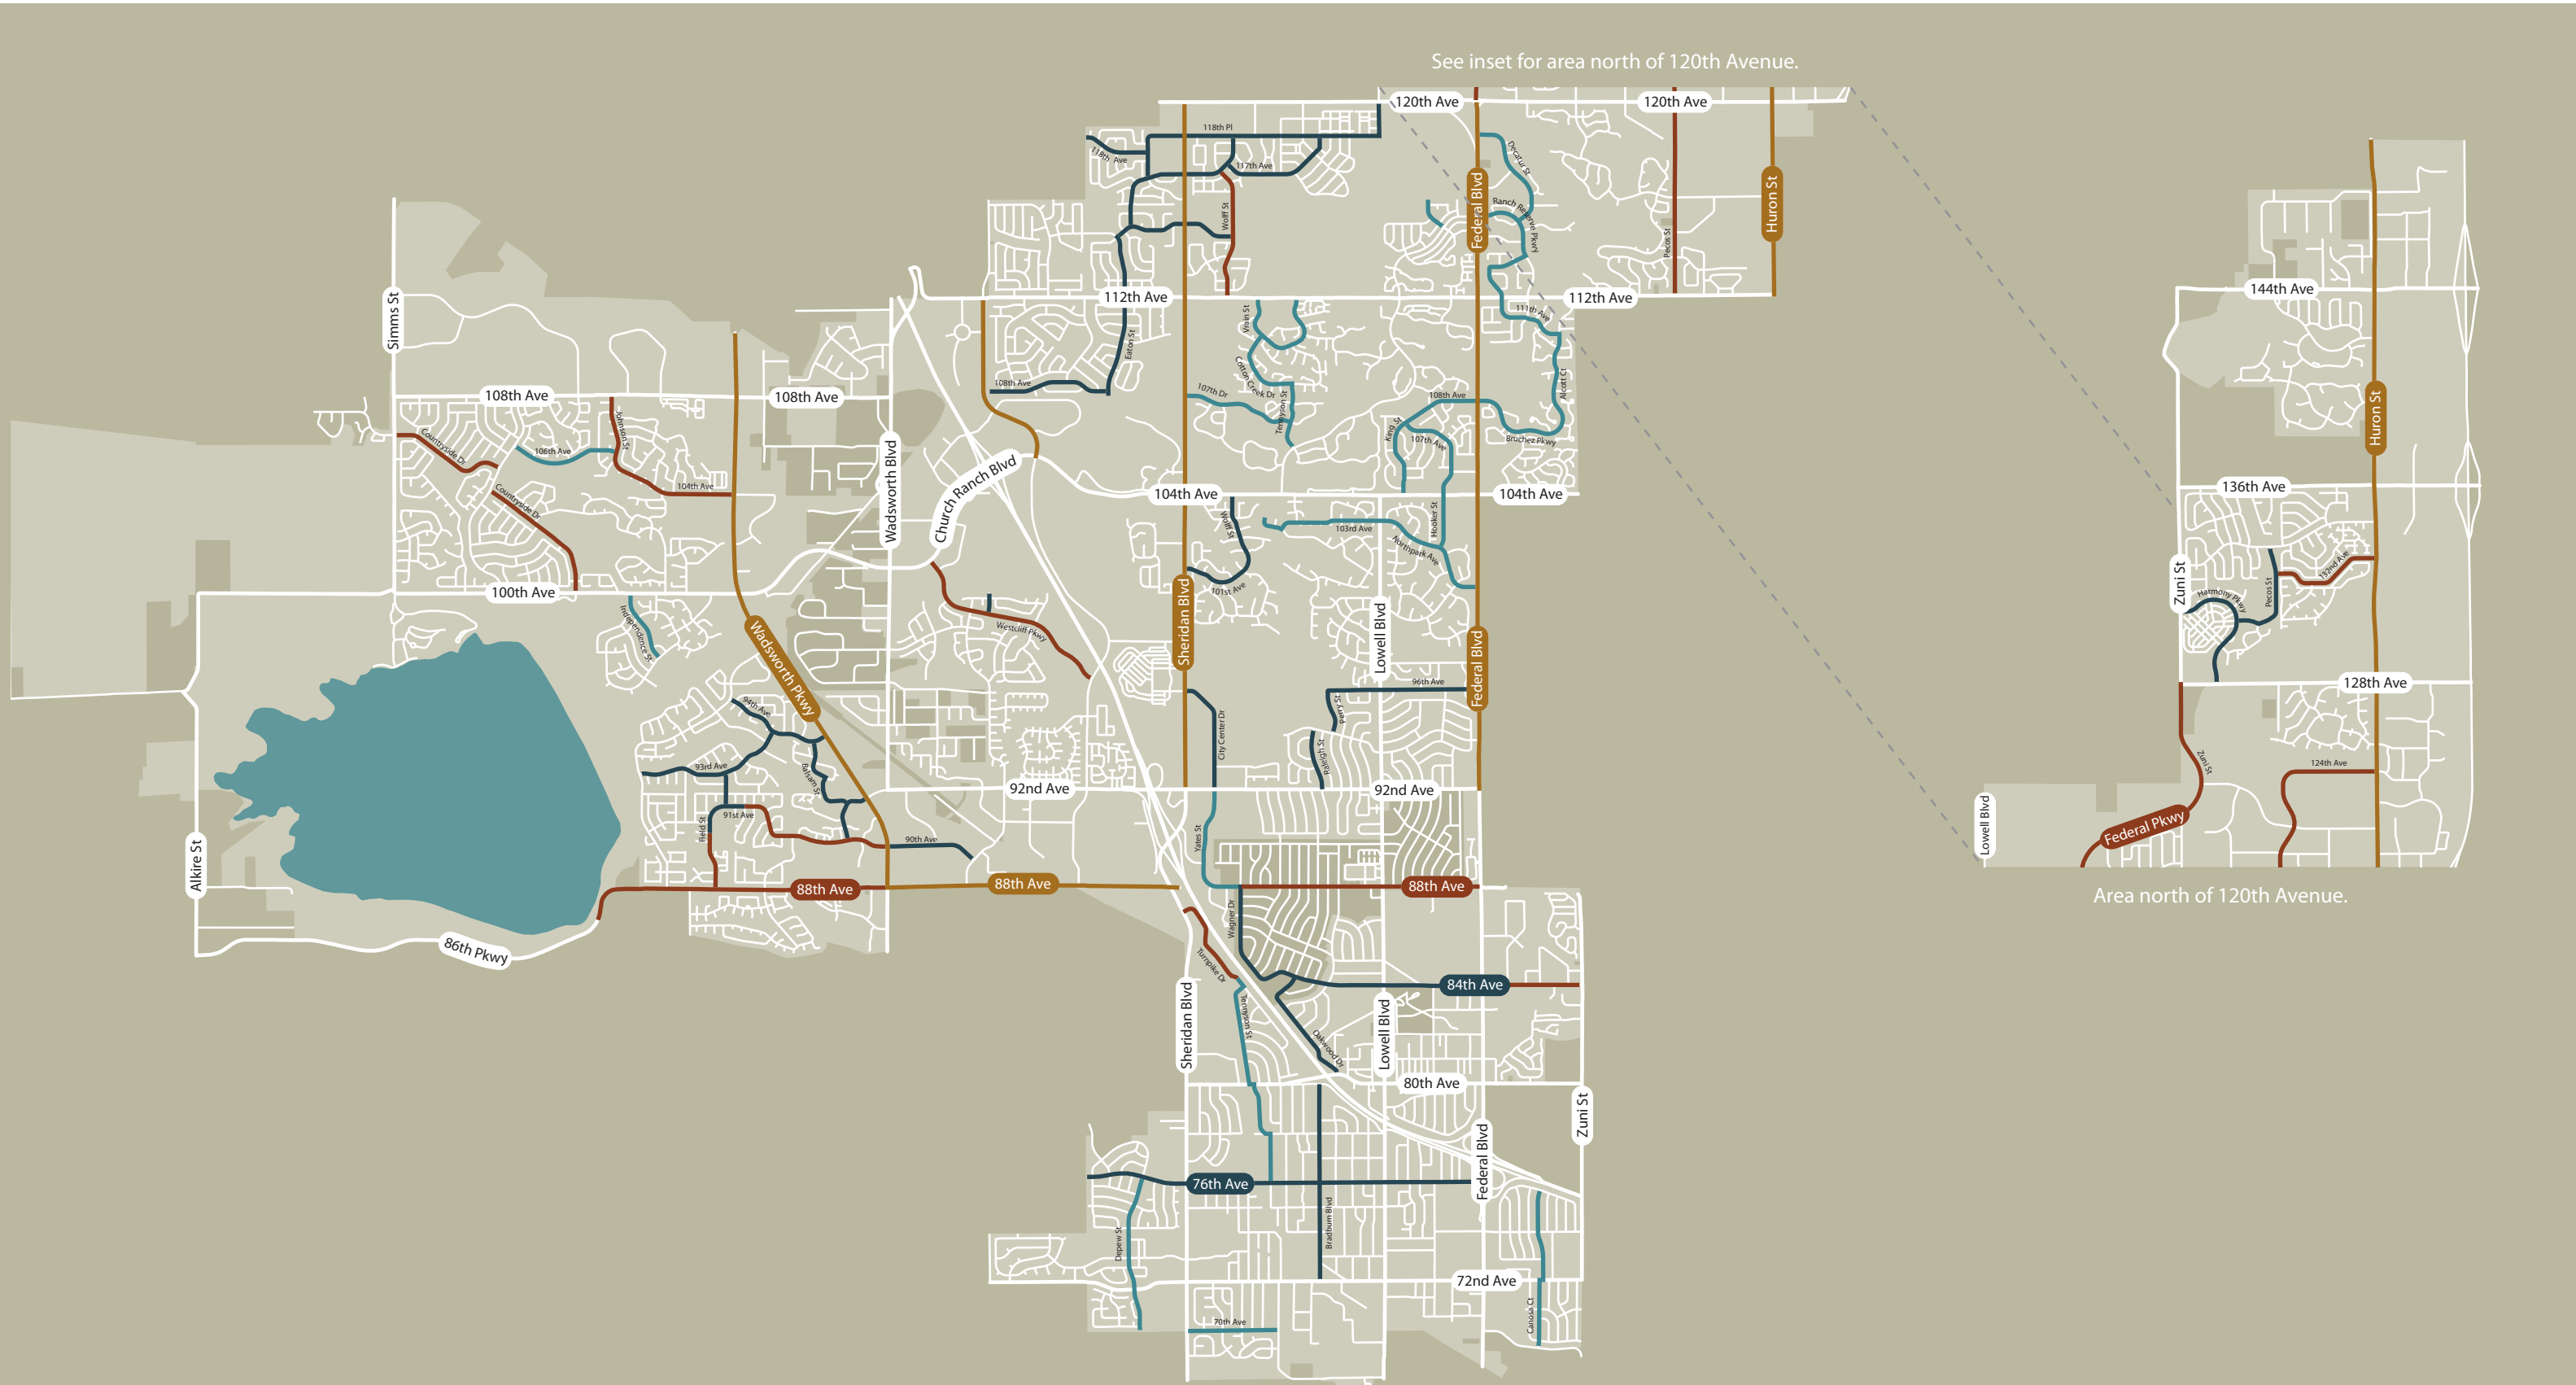 See inset for area north of 120th Avenue.
120th Ave
120th Ave
118th Pl
118th Ave
117th Ave
Decatur St
Ranch Reserve Pkwy
Wolff St
Federal Blvd
Pecos St
Huron St
Simms St
112th Ave
112th Ave
144th Ave
111th Ave
Vrain St
Eaton St
Cotton Creek Dr
108th Ave
107th Dr
Tennyson St
108th Ave
Alcott Ct
108th Ave
108th Ave
Johnson St
King St
107th Ave
Bruchez Pkwy
Huron St
Countryside Dr
106th Ave
Wadsworth Blvd
Church Ranch Blvd
104th Ave
Countryside Dr
104th Ave
104th Ave
136th Ave
Wolff St
103rd Ave
Hooker St
Northpark Ave
132nd Ave
100th Ave
101st Ave
Zuni St
Harmony Pkwy
Pecos St
Independence St
Westcliff Pkwy
Sheridan Blvd
Lowell Blvd
Federal Blvd
Wadsworth Pkwy
96th Ave
128th Ave
94th Ave
Perry St
City Center Dr
Raleigh St
93rd Ave
Balsam St
Zuni St
124th Ave
92nd Ave
92nd Ave
91st Ave
Field St
90th Ave
Yates St
Lowell Blvd
Federal Pkwy
Alkire St
88th Ave
88th Ave
88th Ave
Area north of 120th Avenue.
Wagner Dr
86th Pkwy
Turnpike Dr
84th Ave
Tennyson St
Sheridan Blvd
Oakwood Dr
Lowell Blvd
80th Ave
Zuni St
Federal Blvd
76th Ave
Depew St
Bradburn Blvd
72nd Ave
70th Ave
Canosa Ct